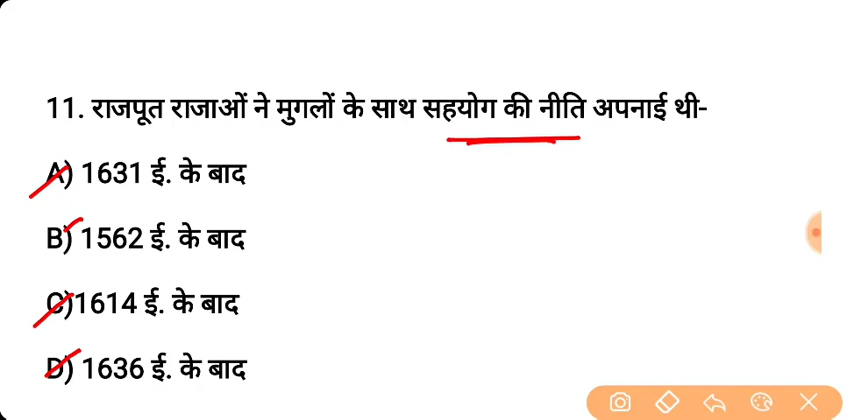 11. राजपूत राजाओं ने मुगलों के साथ सहयोग की नीति अपनाई थी-
A) 1631 ई. के बाद
B) 1562 ई. के बाद
C)1614 ई. के बाद
D) 1636 ई. के बाद